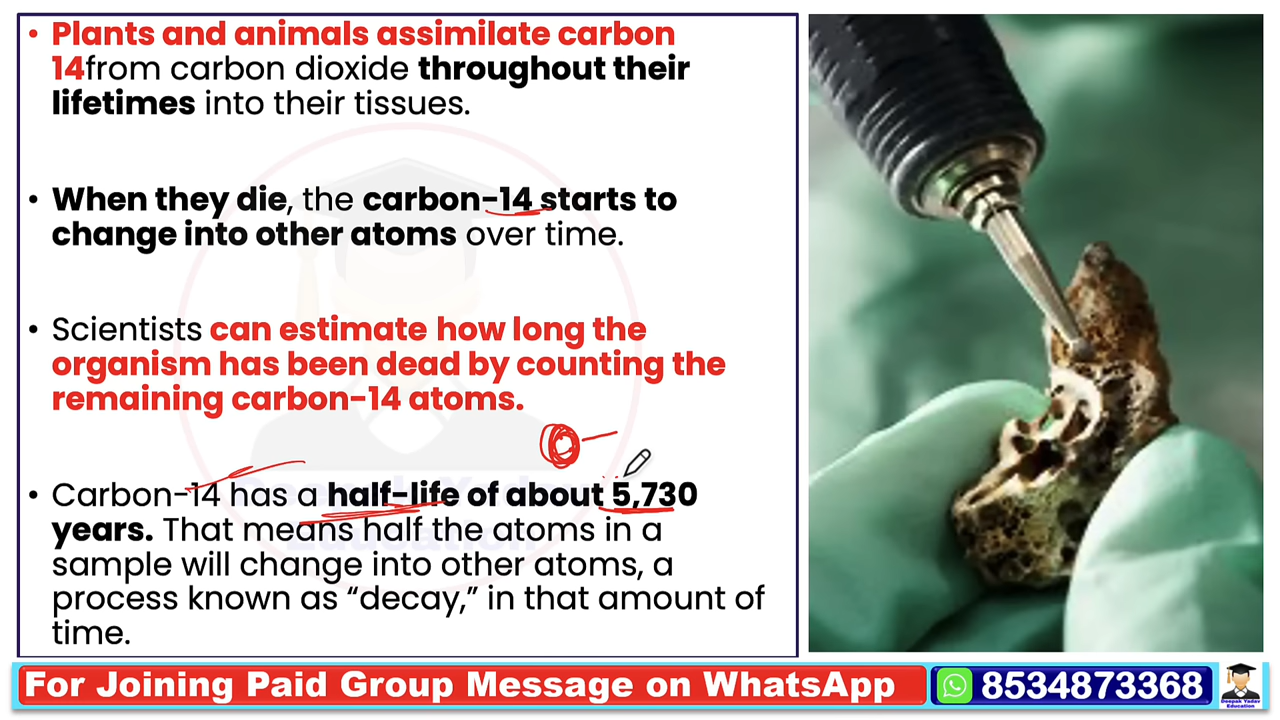 • Plants and animals assimilate carbon
14from carbon dioxide throughout their
lifetimes into their tissues.
• When they die, the carbon-14 starts to
change into other atoms over time.
• Scientists can estimate how long the
organism has been dead by counting the
remaining carbon-14 atoms.
• Carbon-14 has a half-life of about 5,730
years. That means half the atoms in a
sample will change into other atoms, a
process known as “decay,” in that amount of
time.
For Joining Paid Group Message on WhatsApp
8534873368
Deepak Yadav
Education